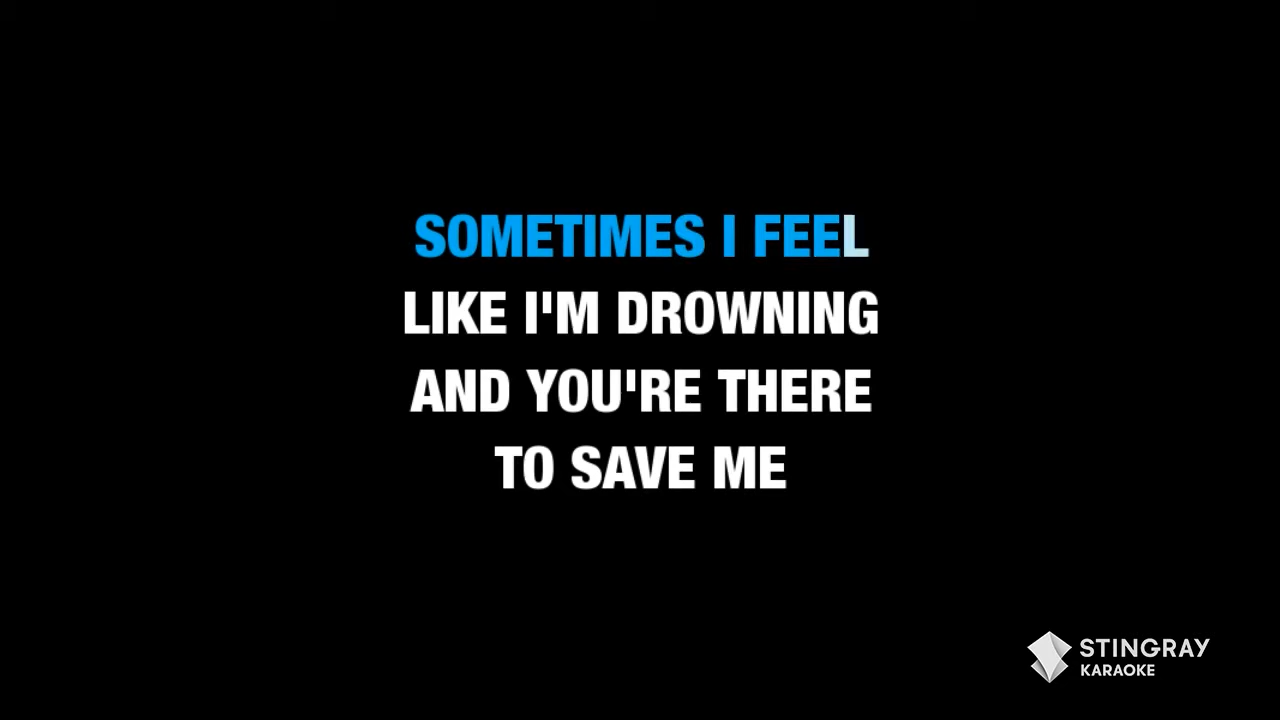 SOMETIMES I FEEL
LIKE I'M DROWNING
AND YOU'RE THERE
TO SAVE ME
STINGRAY
KARAOKE